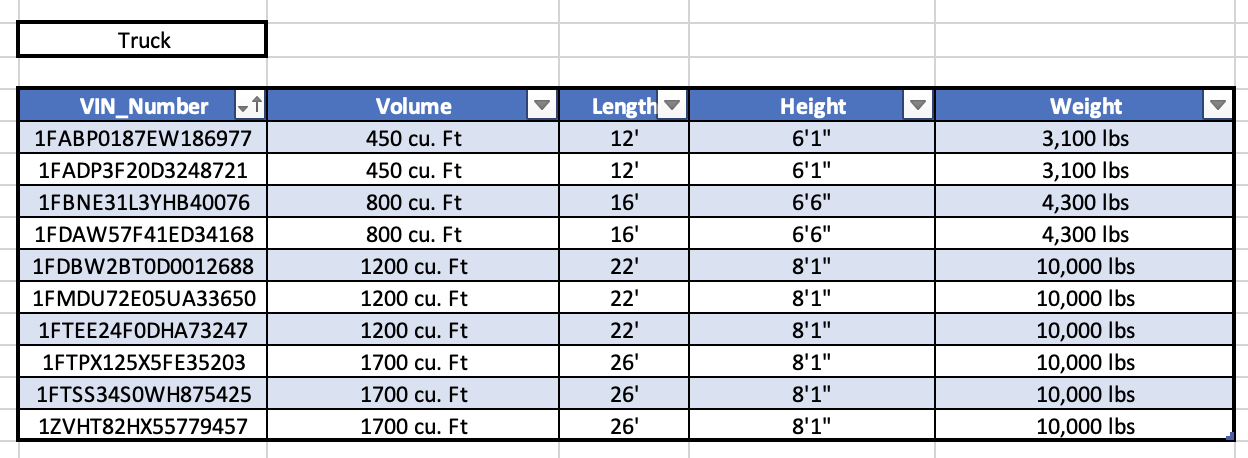 Truck
VIN_Number Volume Length Height Weight
1FABP0187EW186977 450 cu. Ft 12' 6'1" 3,100 lbs
1FADP3F20D3248721 450 cu. Ft 12' 6'1" 3,100 lbs
1FBNE31L3YHB40076 800 cu. Ft 16' 6'6" 4,300 lbs
1FDAW57F41ED34168 800 cu. Ft 16' 6'6" 4,300 lbs
1FDBW2BT0D0012688 1200 cu. Ft 22' 8'1" 10,000 lbs
1FMDU72E05UA33650 1200 cu. Ft 22' 8'1" 10,000 lbs
1FTEE24F0DHA73247 1200 cu. Ft 22' 8'1" 10,000 lbs
1FTPX125X5FE35203 1700 cu. Ft 26' 8'1" 10,000 lbs
1FTSS34S0WH875425 1700 cu. Ft 26' 8'1" 10,000 lbs
1ZVHT82HX55779457 1700 cu. Ft 26' 8'1" 10,000 lbs